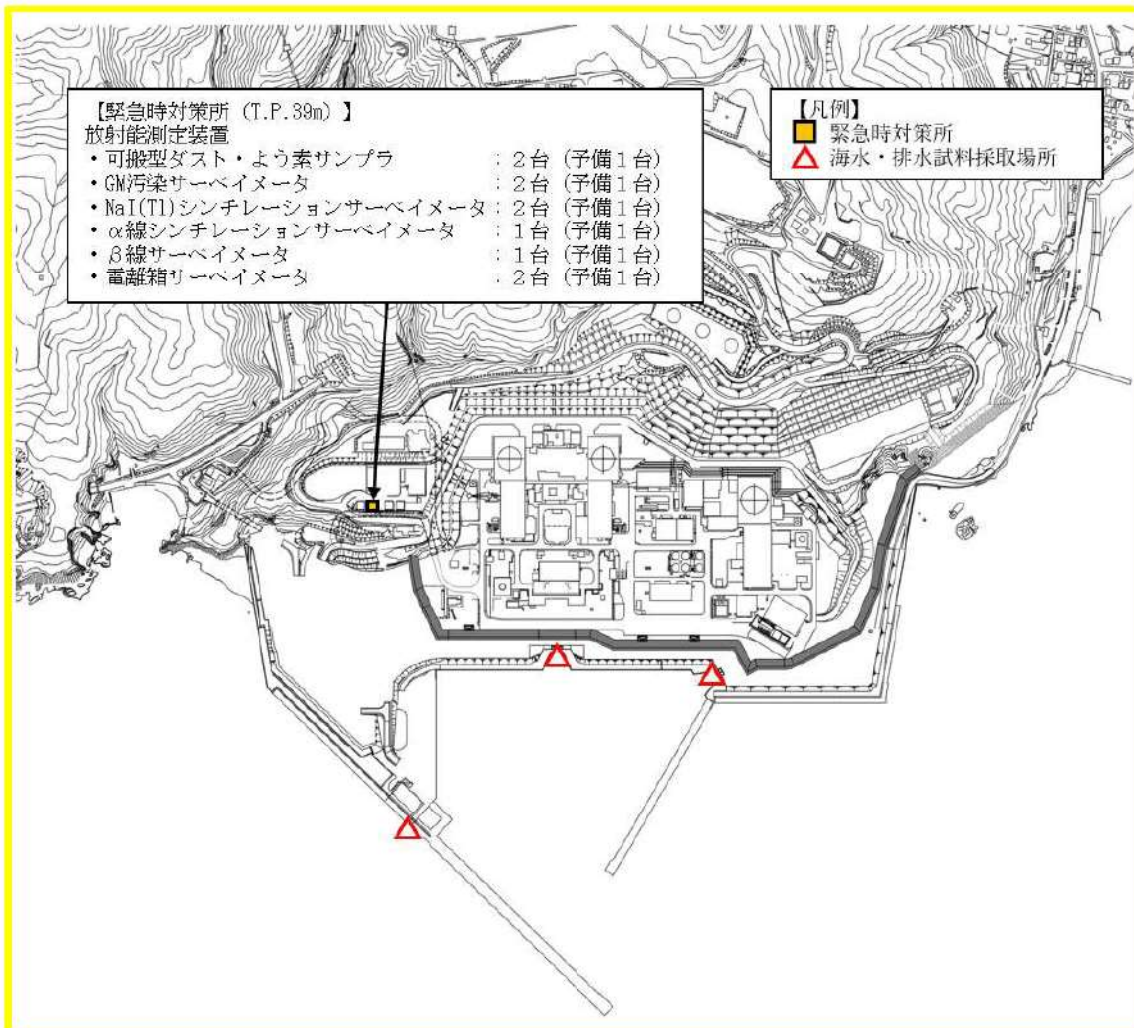 【緊急時対策所 (T.P.39m) 】
放射能測定装置
・可搬型ダスト・よう素サンプラ : 2台 (予備1台)
・GM汚染サーベイメータ : 2台 (予備1台)
・NaI(Tl)シンチレーションサーベイメータ : 2台 (予備1台)
・α線シンチレーションサーベイメータ : 1台 (予備1台)
・β線サーベイメータ : 1台 (予備1台)
・電離箱サーベイメータ : 2台 (予備1台)
【凡例】
緊急時対策所
海水・排水試料採取場所